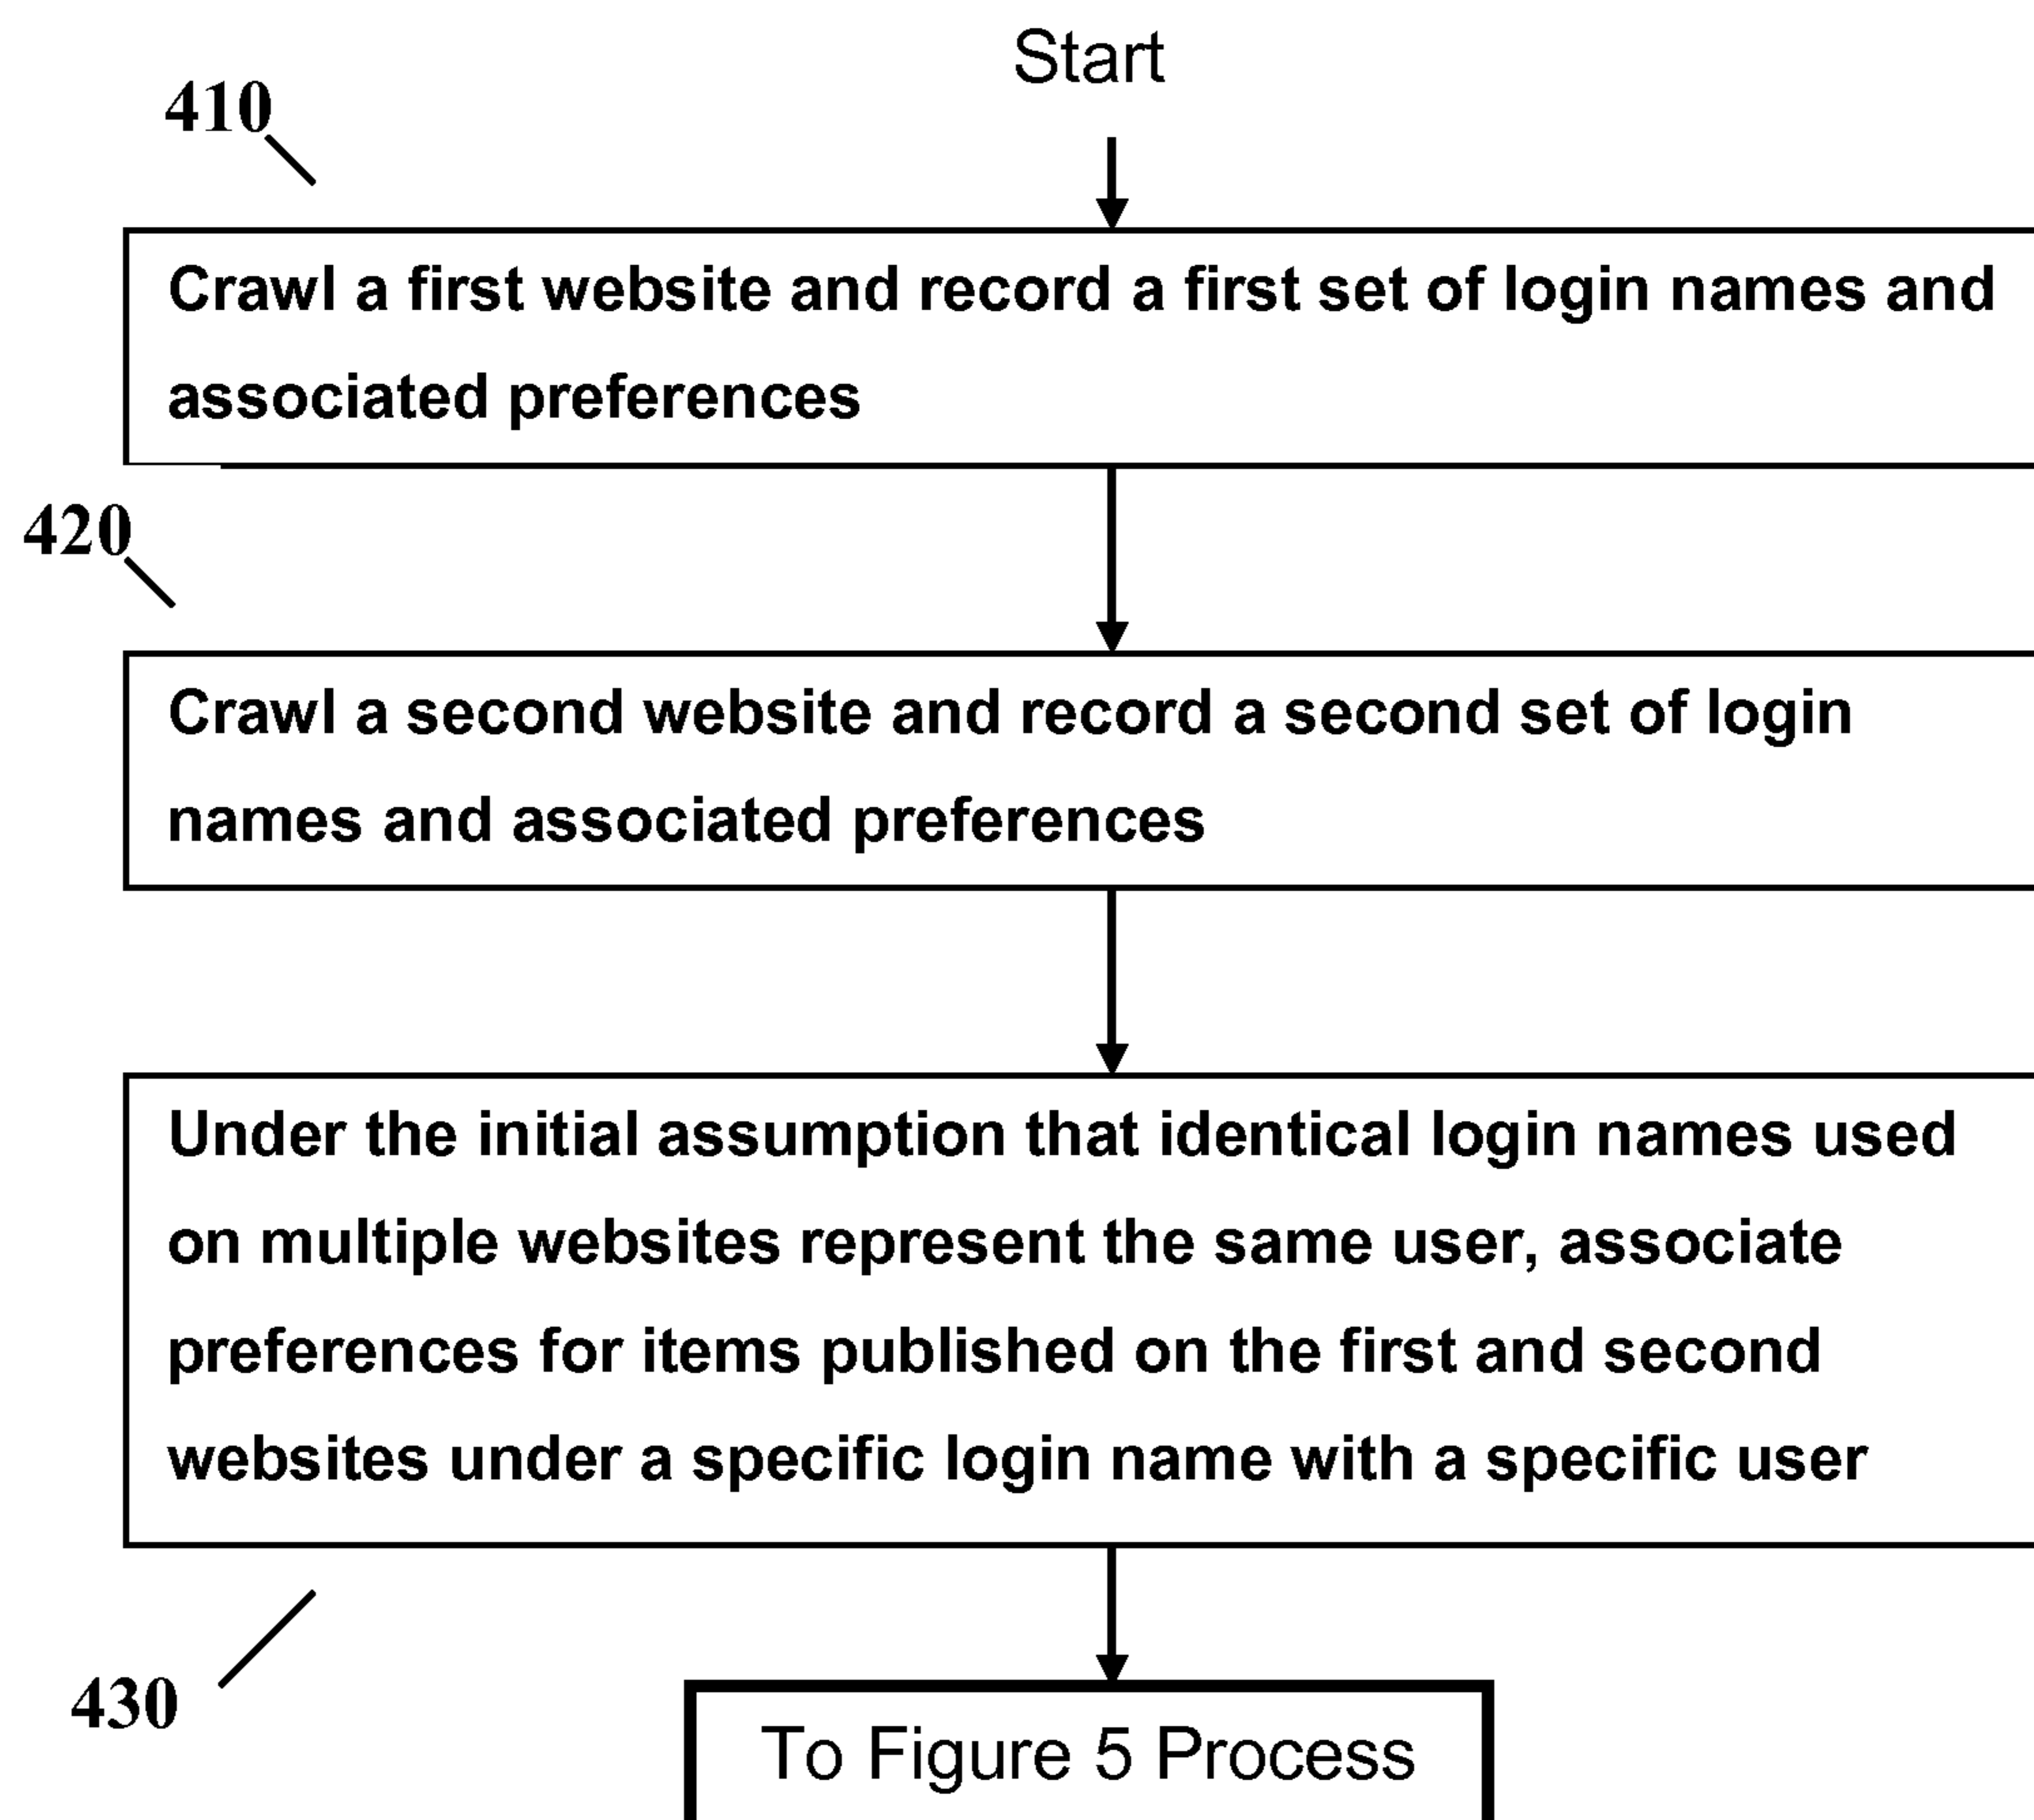 Start
410
Crawl a first website and record a first set of login names and
associated preferences
420
Crawl a second website and record a second set of login
names and associated preferences
Under the initial assumption that identical login names used
on multiple websites represent the same user, associate
preferences for items published on the first and second
websites under a specific login name with a specific user
430
To Figure 5 Process